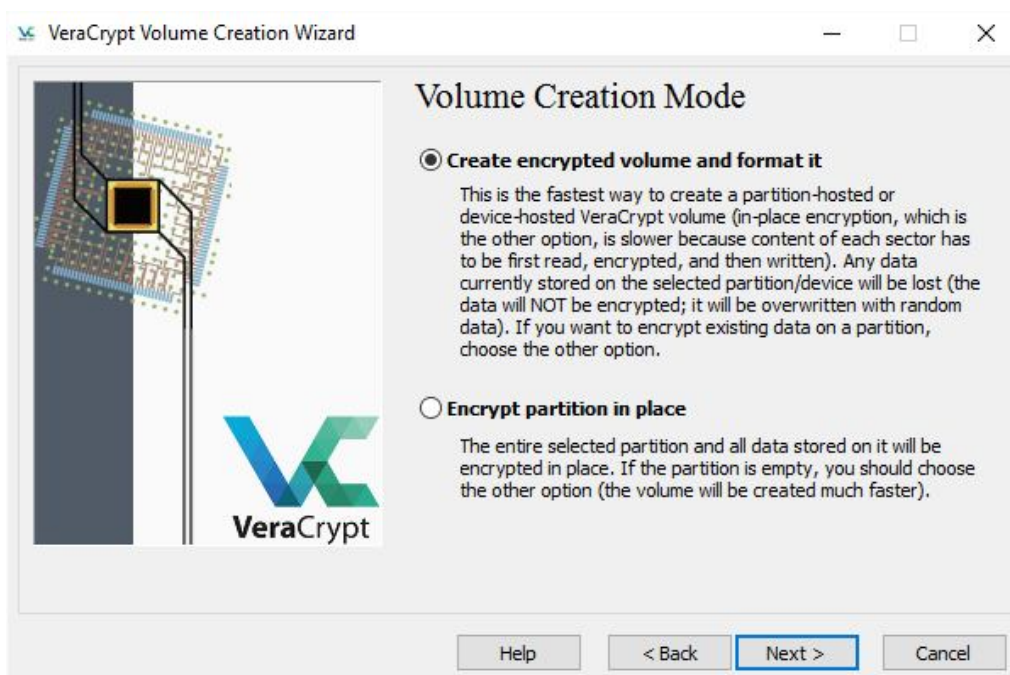 VeraCrypt Volume Creation Wizard
Volume Creation Mode
Create encrypted volume and format it
This is the fastest way to create a partition-hosted or
device-hosted VeraCrypt volume (in-place encryption, which is
the other option, is slower because content of each sector has
to be first read, encrypted, and then written). Any data
currently stored on the selected partition/device will be lost (the
data will NOT be encrypted; it will be overwritten with random
data). If you want to encrypt existing data on a partition,
choose the other option.
Encrypt partition in place
The entire selected partition and all data stored on it will be
encrypted in place. If the partition is empty, you should choose
the other option (the volume will be created much faster).
VeraCrypt
Help
< Back
Next >
Cancel